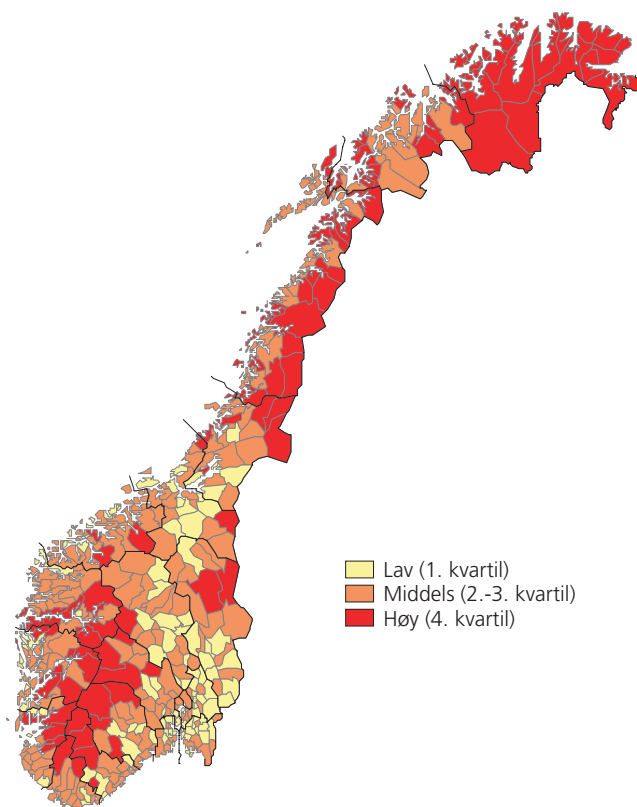 Lav (1. kvartil)
Middels (2.-3. kvartil)
Høy (4. kvartil)